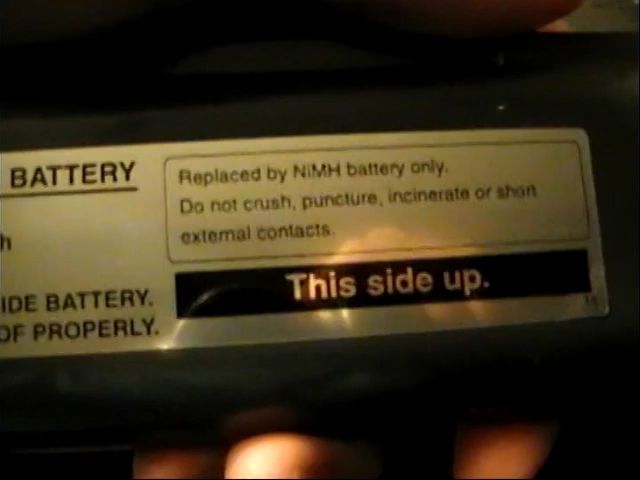 BATTERY
h
IDE BATTERY.
OF PROPERLY.
Replaced by NiMH battery only.
Do not crush, puncture, incinerate or short
external contacts.
This side up.